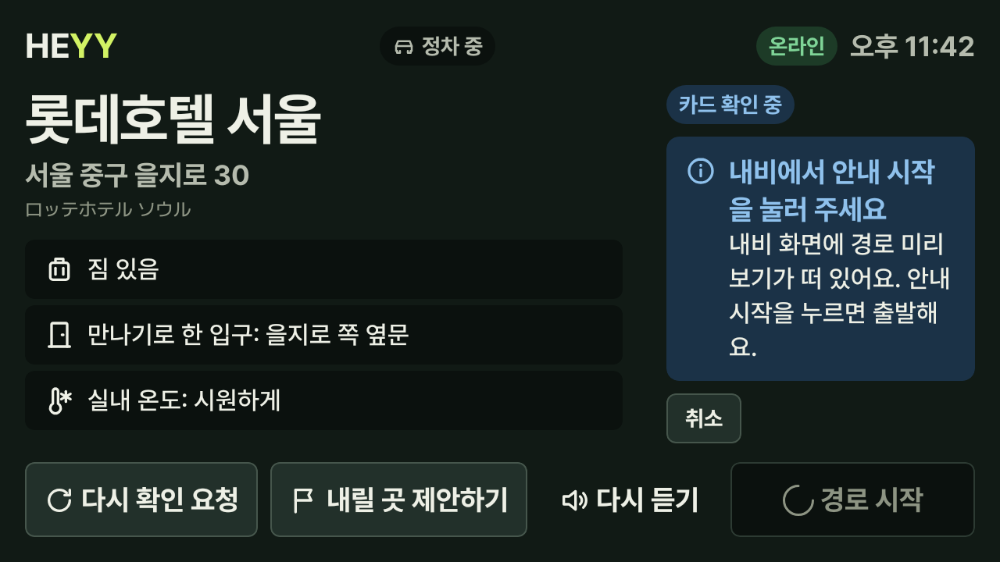 HEYY
정차 중
온라인
오후 11:42
롯데호텔 서울
서울 중구 을지로 30
ロッテホテル ソウル
짐 있음
만나기로 한 입구: 을지로 쪽 옆문
실내 온도: 시원하게
카드 확인 중
내비에서 안내 시작
을 눌러 주세요
내비 화면에 경로 미리
보기가 떠 있어요. 안내
시작을 누르면 출발해
요.
취소
다시 확인 요청
내릴 곳 제안하기
다시 듣기
경로 시작